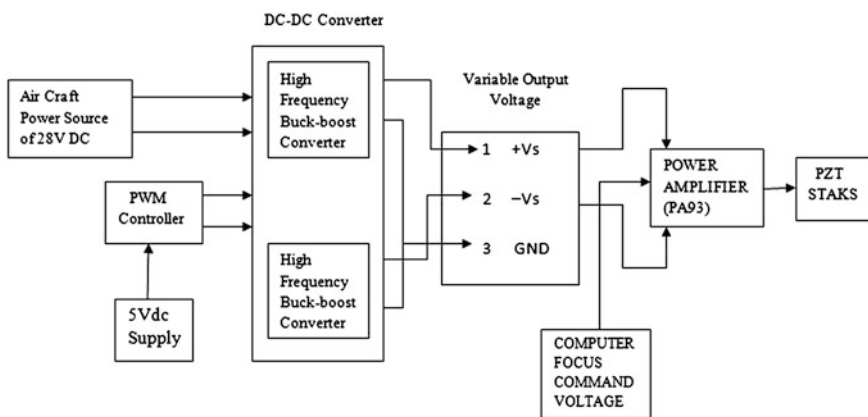 DC-DC Converter
Air Craft
Power Source
of 28V DC
PWM
Controller
5Vdc
Supply
High
Frequency
Buck-boost
Converter
High
Frequency
Buck-boost
Converter
Variable Output
Voltage
1 +Vs
2 –Vs
3 GND
POWER
AMPLIFIER
(PA93)
PZT
STAKS
COMPUTER
FOCUS
COMMAND
VOLTAGE